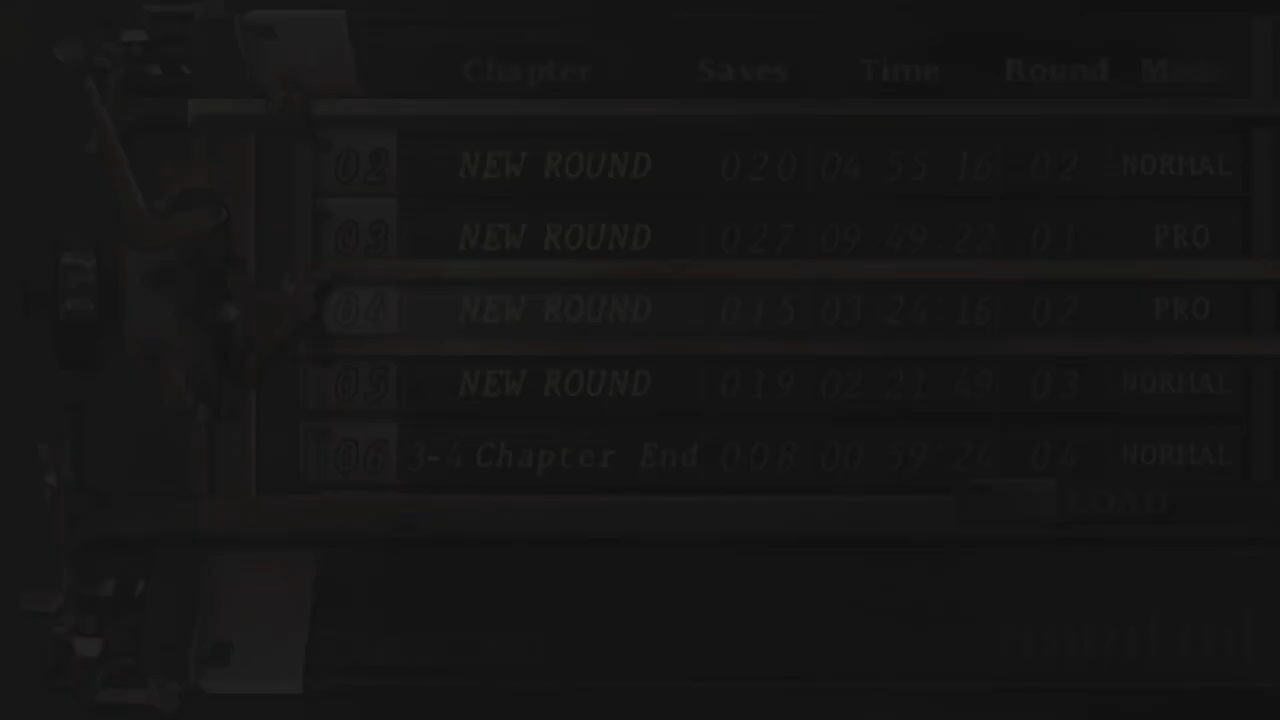 Chapter Saves Time Round Mode
02 NEW ROUND 020 04 55 16 02 NORMAL
03 NEW ROUND 027 09 49:22 01 PRO
04 NEW ROUND 015 03 24:16 02 PRO
05 NEW ROUND 019 02 21 49 03 NORMAL
06 3-4 Chapter End 008 00 59 24 04 NORMAL
LOAD